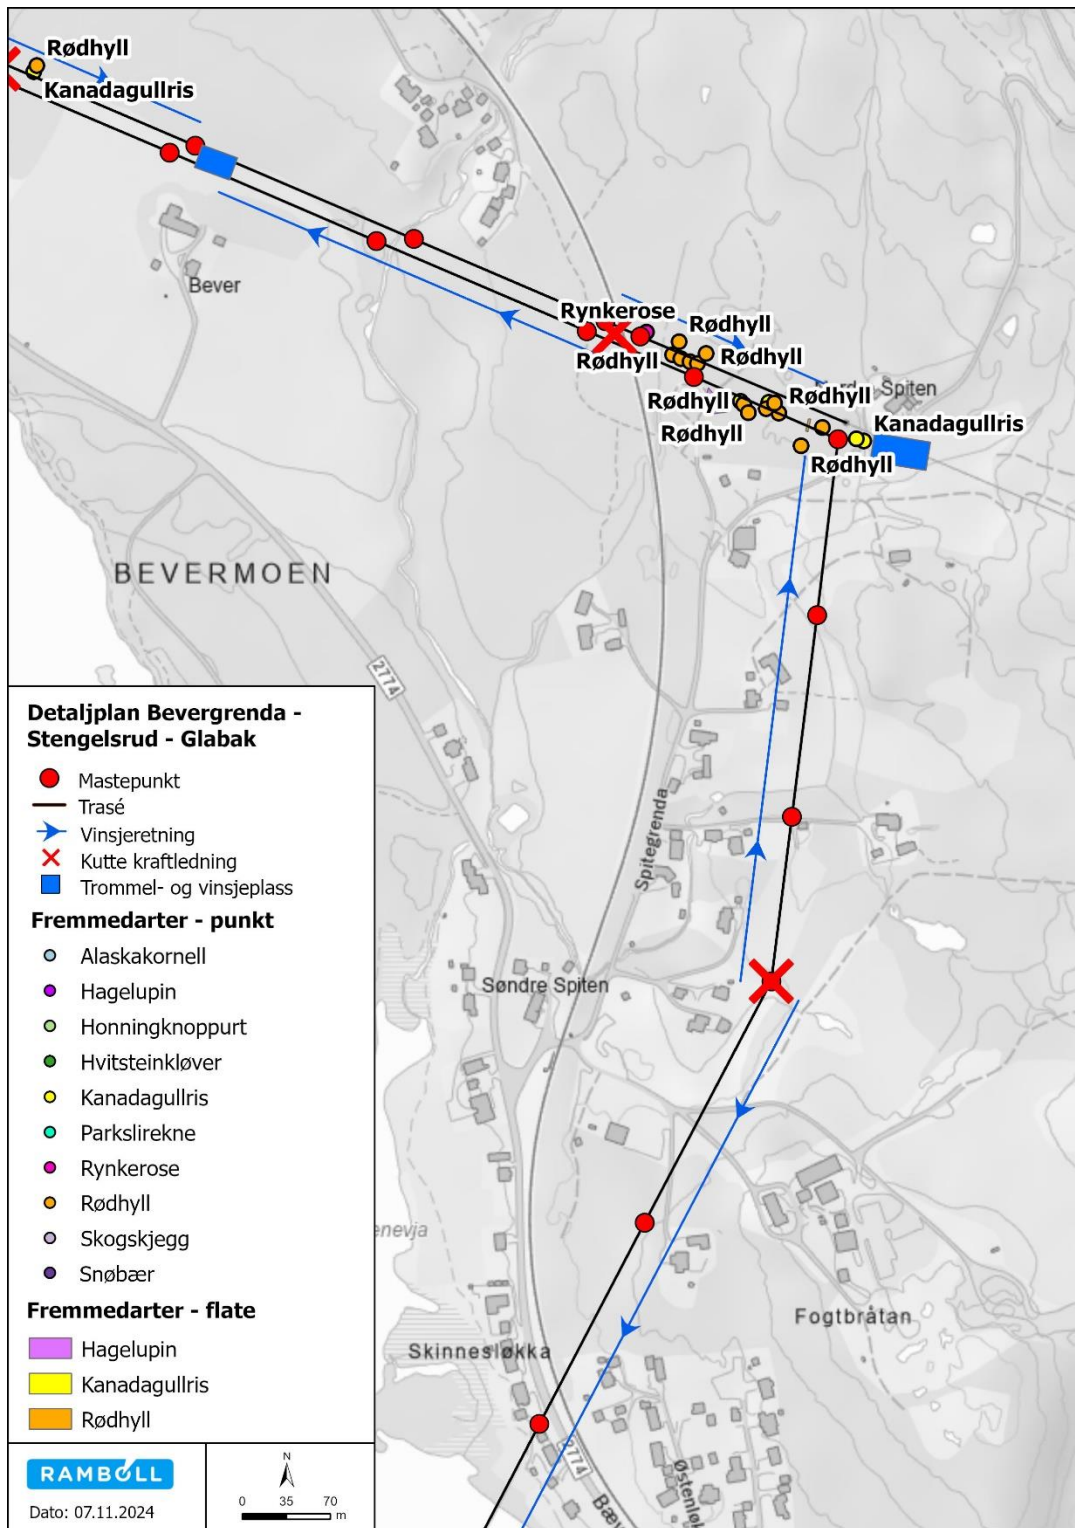 Rødhyll
Kanadagullris
Bever
Rynkerose
Rødhyll
Rødhyll
Rødhyll
Spiten
Rødhyll
Rødhyll
Kanadagullris
Rødhyll
Rødhyll
BEVERMOEN
2774
Spitegrenda
Søndre Spiten
Fogtbråtan
Skinnesløkka
2774
Detaljplan Bevergrenda -
Stengelsrud - Glabak
Mastepunkt
Trasé
Vinsjeretning
Kutte kraftledning
Trommel- og vinsjeplass
Fremmedarter - punkt
Alaskakornell
Hagelupin
Honningknoppurt
Hvitsteinkløver
Kanadagullris
Parkslirekne
Rynkerose
Rødhyll
Skogskjegg
Snøbær
Fremmedarter - flate
Hagelupin
Kanadagullris
Rødhyll
RAMBOLL
Dato: 07.11.2024
N
0 35 70
m